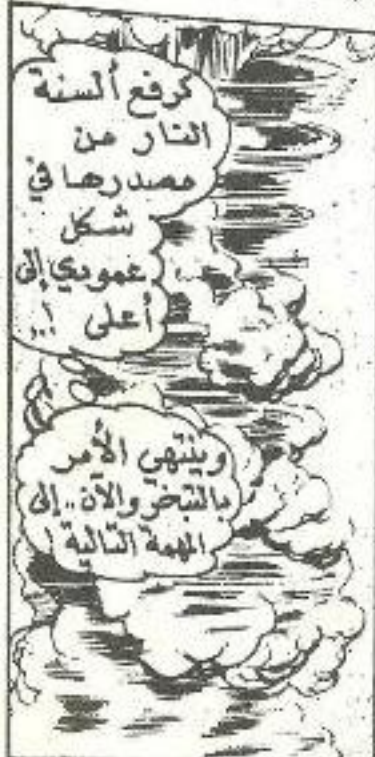 كرفع ألسنة
النار من
مصدرها في
شكل
عمودي إلى
أعلى !..
وينتهي الأمر
بالتبخر والآن.. إلى
المهمة التالية !